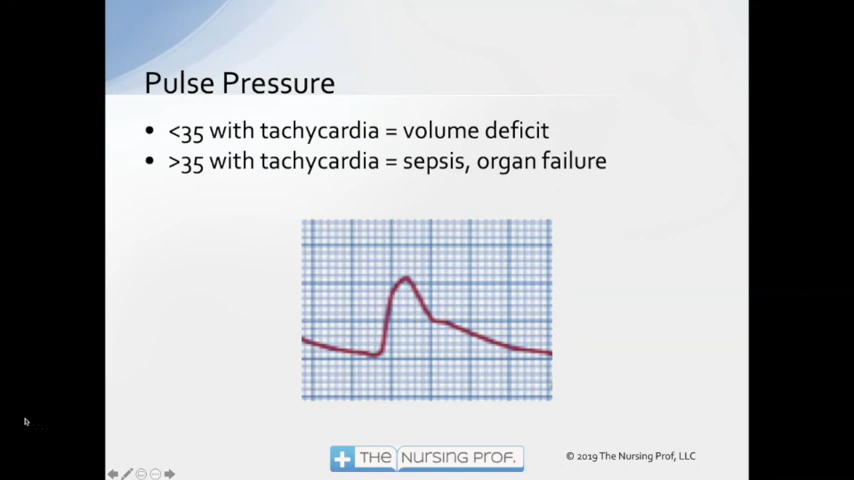 Pulse Pressure
• <35 with tachycardia = volume deficit
• >35 with tachycardia = sepsis, organ failure
THE NURSING PROF.
© 2019 The Nursing Prof, LLC